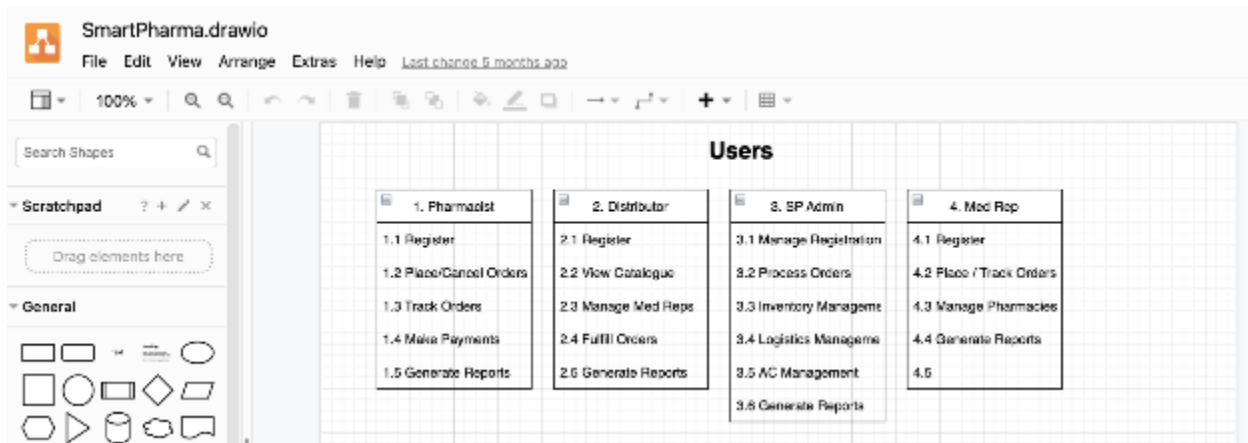 SmartPharma.drawio
File Edit View Arrange Extras Help Last change 5 months ago
100%
Search Shapes
Users
Scratchpad ? +
Drag elements here
General
1. Pharmacist
1.1 Register
1.2 Place/Cancel Orders
1.3 Track Orders
1.4 Make Payments
1.5 Generate Reports
2. Distributor
2.1 Register
2.2 View Catalogue
2.3 Manage Med Reps
2.4 Fulfill Orders
2.5 Generate Reports
3. SP Admin
3.1 Manage Registration
3.2 Process Orders
3.3 Inventory Manageme
3.4 Logistics Manageme
3.5 AC Management
3.6 Generate Reports
4. Med Rep
4.1 Register
4.2 Place / Track Orders
4.3 Manage Pharmacies
4.4 Generate Reports
4.5